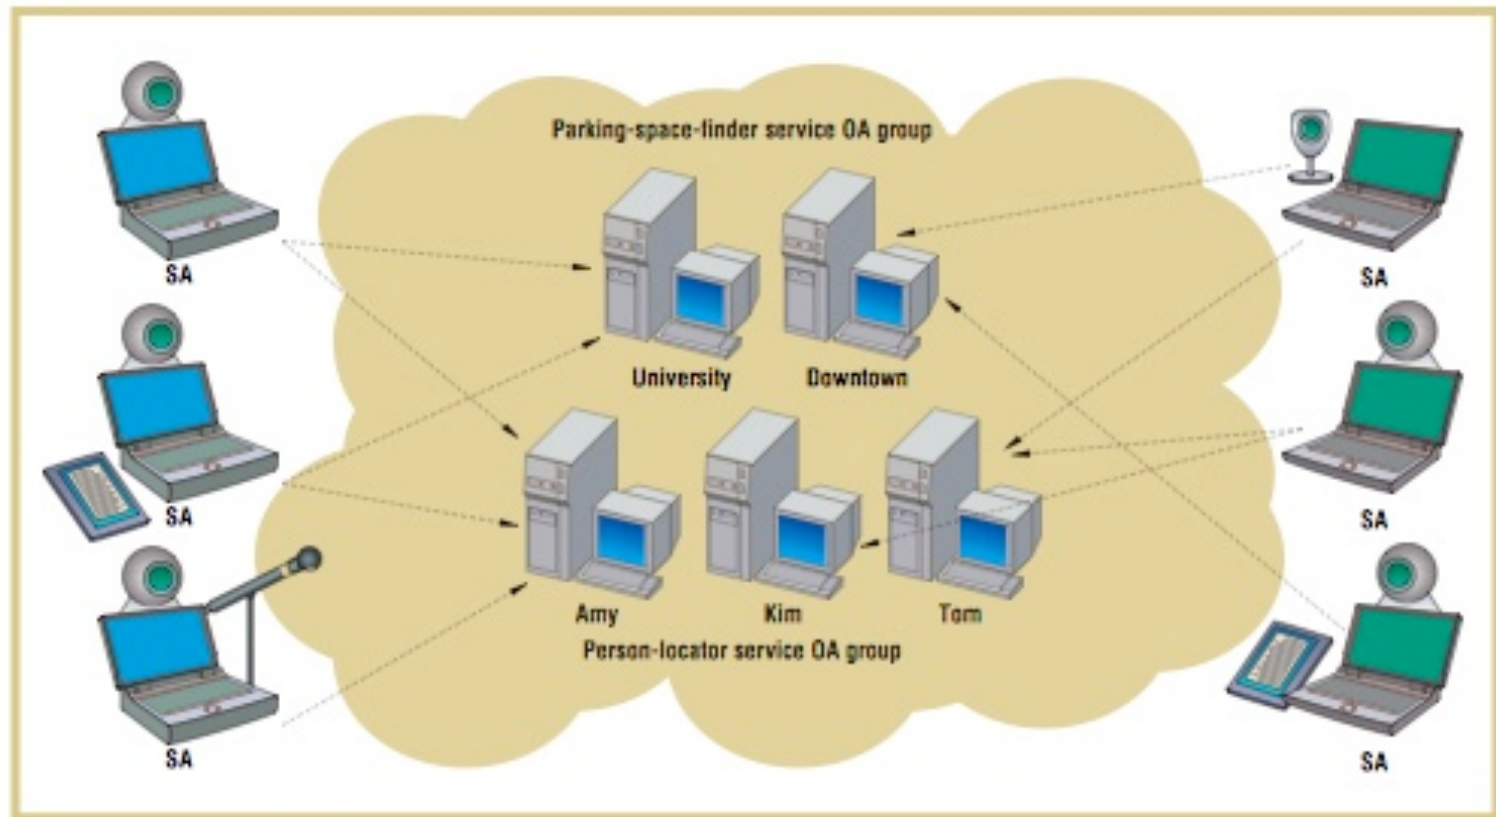 Parking-space-finder service OA group
SA
SA
University
Downtown
SA
SA
SA
SA
Amy
Kim
Tom
Person-locator service OA group